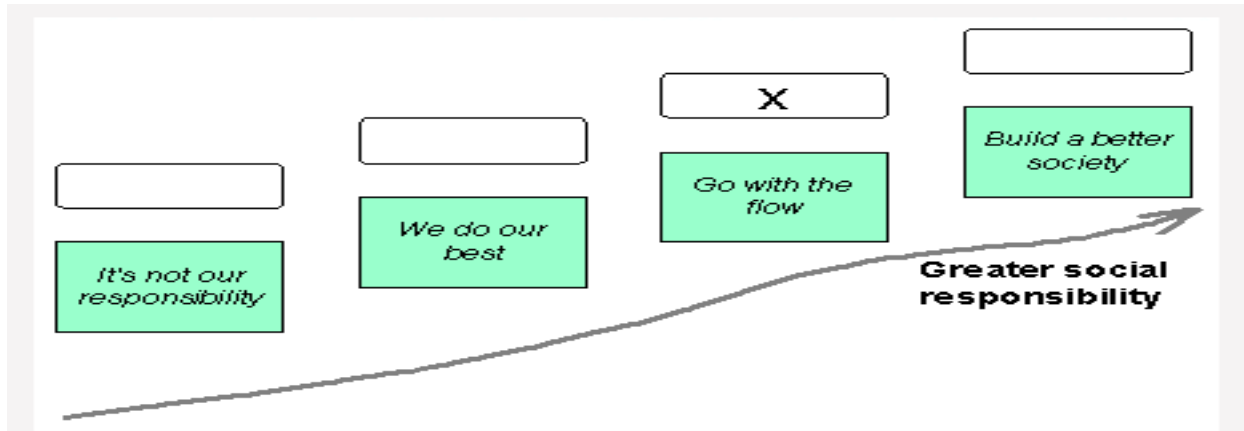 X
Build a better
society
Go with the
flow
We do our
best
It's not our
responsibility
Greater social
responsibility